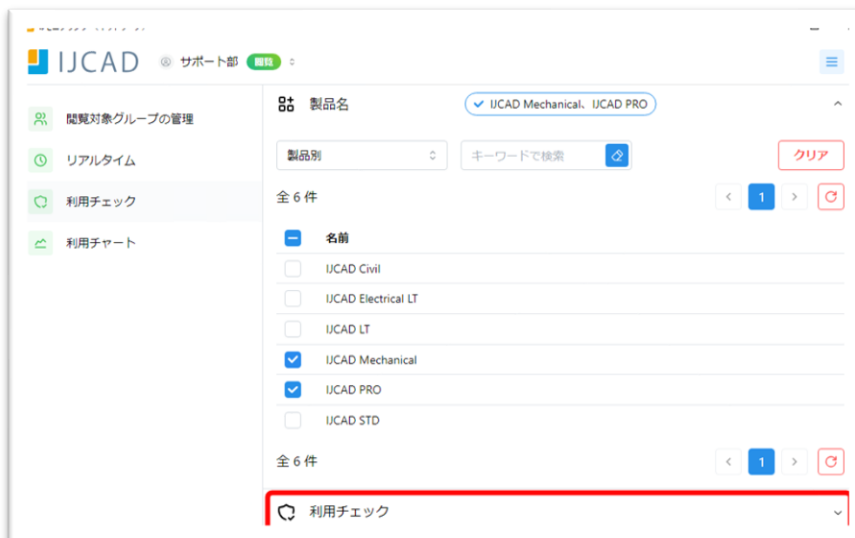 IJCAD サポート部 閲覧
閲覧対象グループの管理
リアルタイム
利用チェック
利用チャート
製品名 IJCAD Mechanical、IJCAD PRO
製品別 キーワードで検索 クリア
全 6 件 1
名前
IJCAD Civil
IJCAD Electrical LT
IJCAD LT
IJCAD Mechanical
IJCAD PRO
IJCAD STD
全 6 件 1
利用チェック